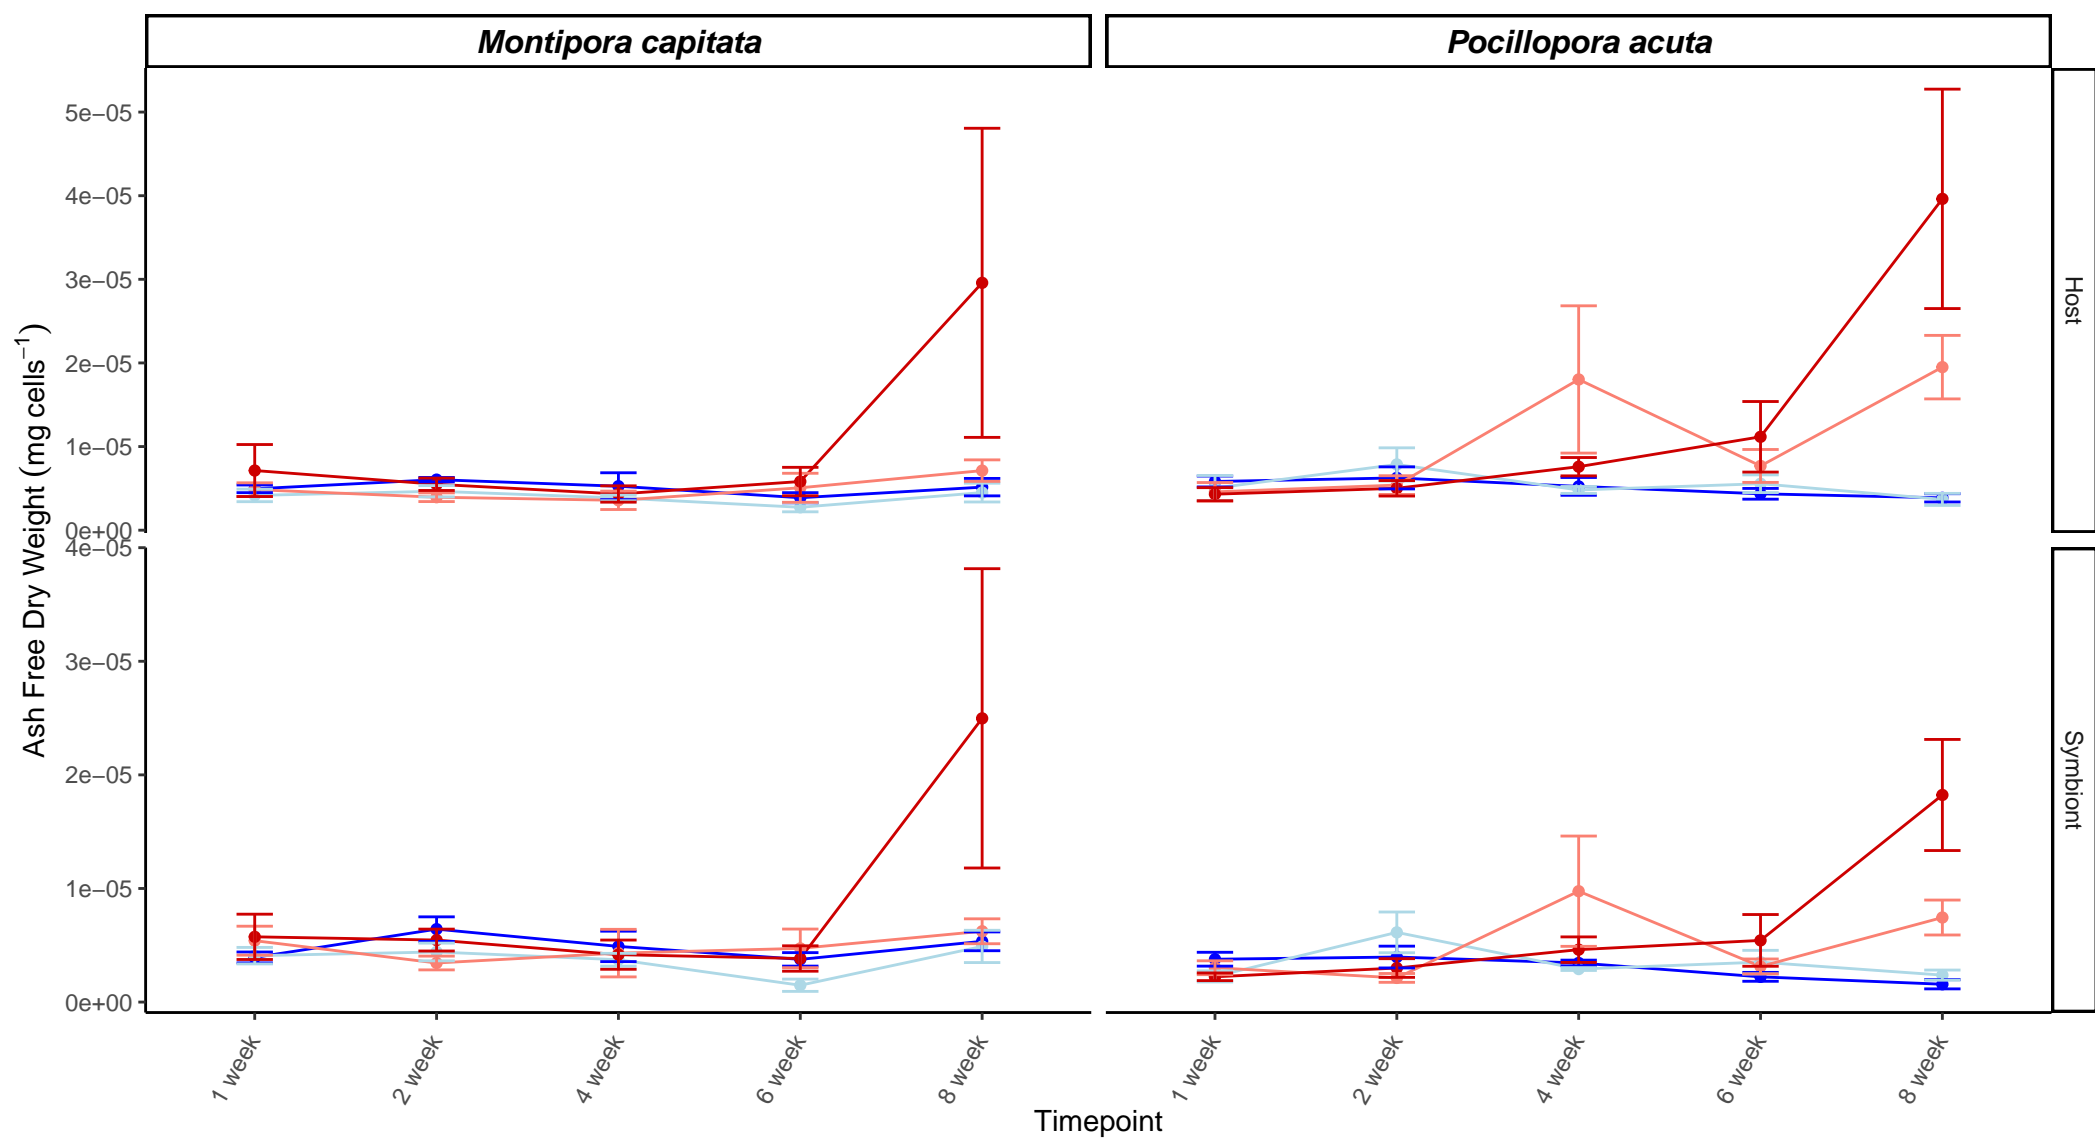 Montipora capitata
Pocillopora acuta
Ash Free Dry Weight (mg cells⁻¹)
5e−05
4e−05
3e−05
2e−05
1e−05
0e+00
Host
4e−05
3e−05
2e−05
1e−05
0e+00
Symbiont
1 week
2 week
4 week
6 week
8 week
1 week
2 week
4 week
6 week
8 week
Timepoint